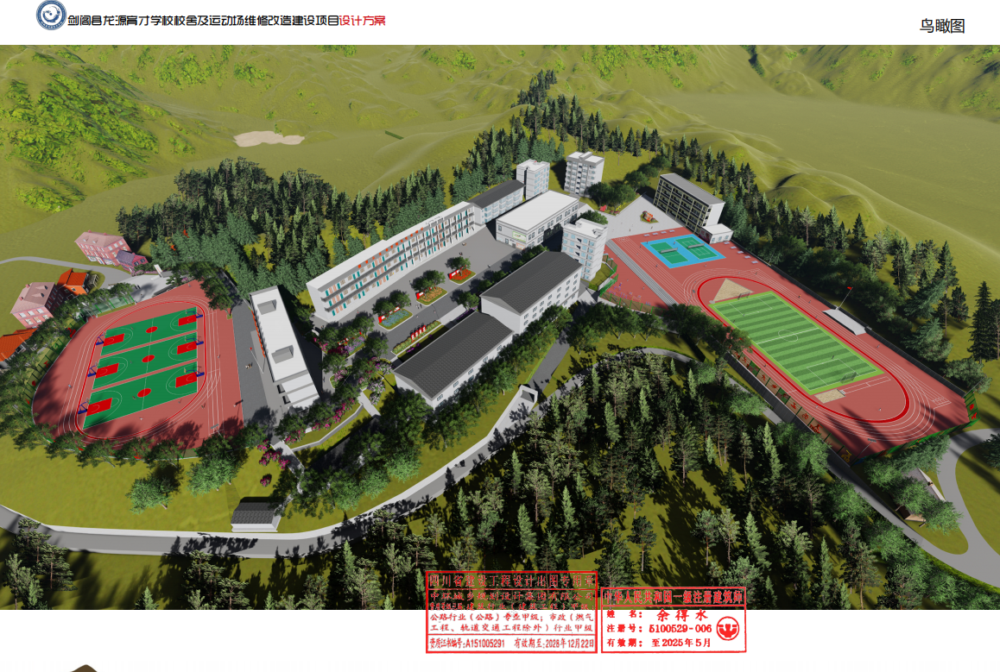 剑阁县龙源育才学校校舍及运动场维修改造建设项目设计方案
鸟瞰图
四川省建设工程设计出图专用章
公路行业（公路）专业甲级；市政（燃气
工程、轨道交通工程除外）行业甲级
资质证书编号：A151005291 有效期至：2028年12月22日
中华人民共和国一级注册建筑师
姓 名： 余得水
注册号：5100529-006
有效期： 至2025年5月